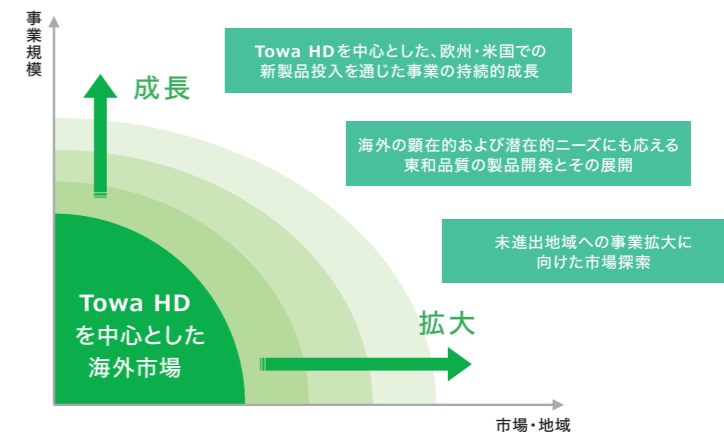 事業規模
Towa HDを中心とした、欧州・米国での
新製品投入を通じた事業の持続的成長
成長
海外の顕在的および潜在的ニーズにも応える
東和品質の製品開発とその展開
未進出地域への事業拡大に
向けた市場探索
Towa HD
を中心とした
海外市場
拡大
市場・地域